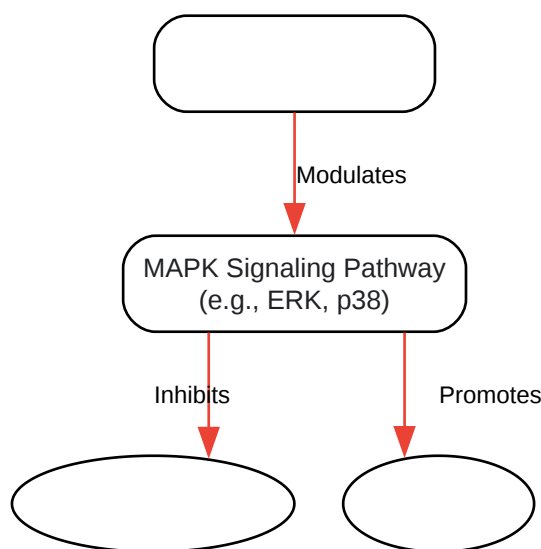 Modulates
MAPK Signaling Pathway
(e.g., ERK, p38)
Inhibits
Promotes